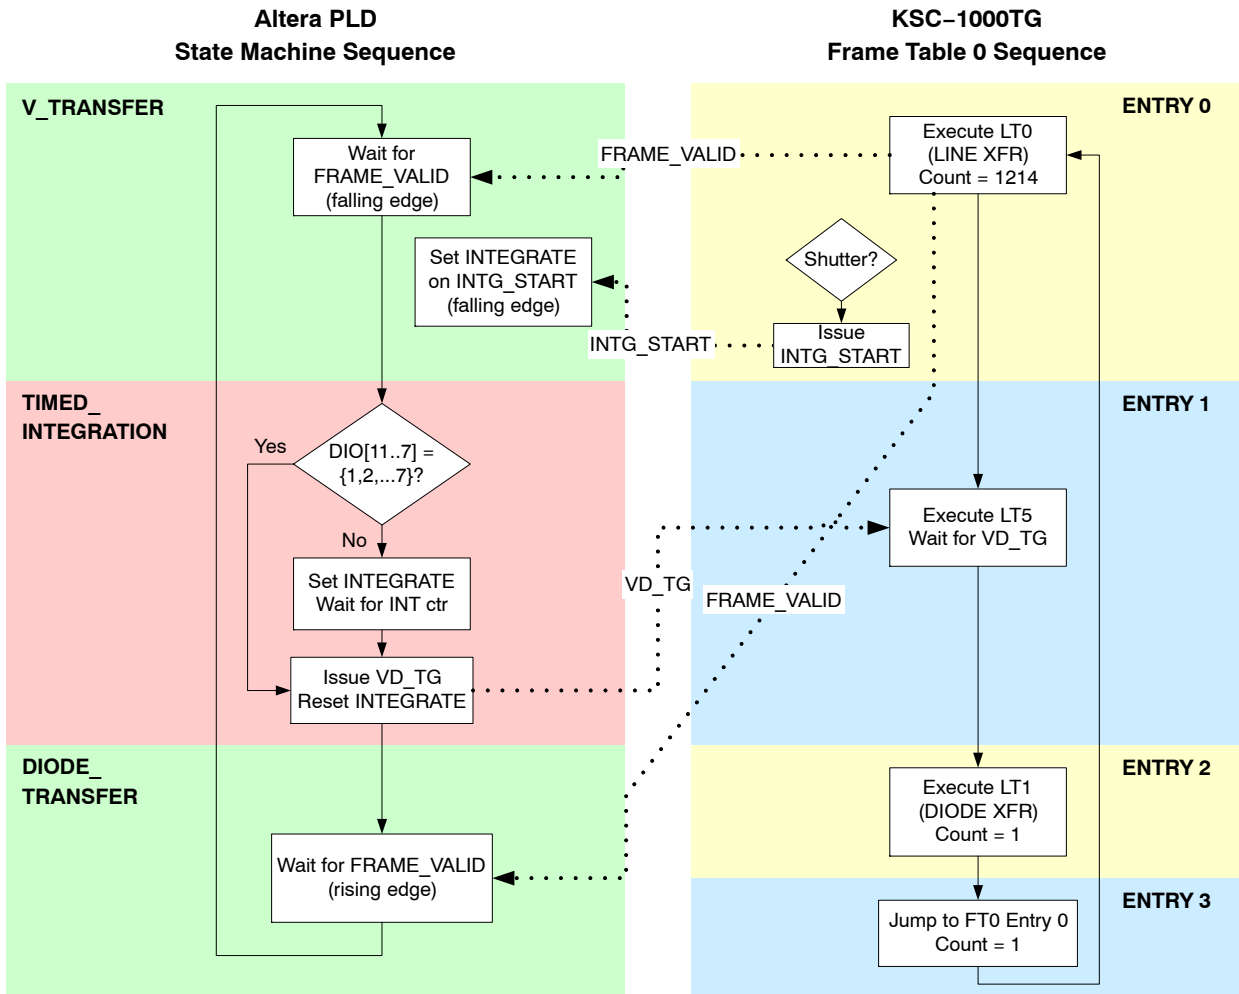 Altera PLD
State Machine Sequence
KSC−1000TG
Frame Table 0 Sequence
V_TRANSFER
Wait for
FRAME_VALID
(falling edge)
Set INTEGRATE
on INTG_START
(falling edge)
FRAME_VALID
INTG_START
ENTRY 0
Execute LT0
(LINE XFR)
Count = 1214
Shutter?
Issue
INTG_START
TIMED_
INTEGRATION
Yes
DIO[11..7] =
{1,2,...7}?
No
Set INTEGRATE
Wait for INT ctr
Issue VD_TG
Reset INTEGRATE
VD_TG
FRAME_VALID
ENTRY 1
Execute LT5
Wait for VD_TG
DIODE_
TRANSFER
Wait for FRAME_VALID
(rising edge)
ENTRY 2
Execute LT1
(DIODE XFR)
Count = 1
ENTRY 3
Jump to FT0 Entry 0
Count = 1